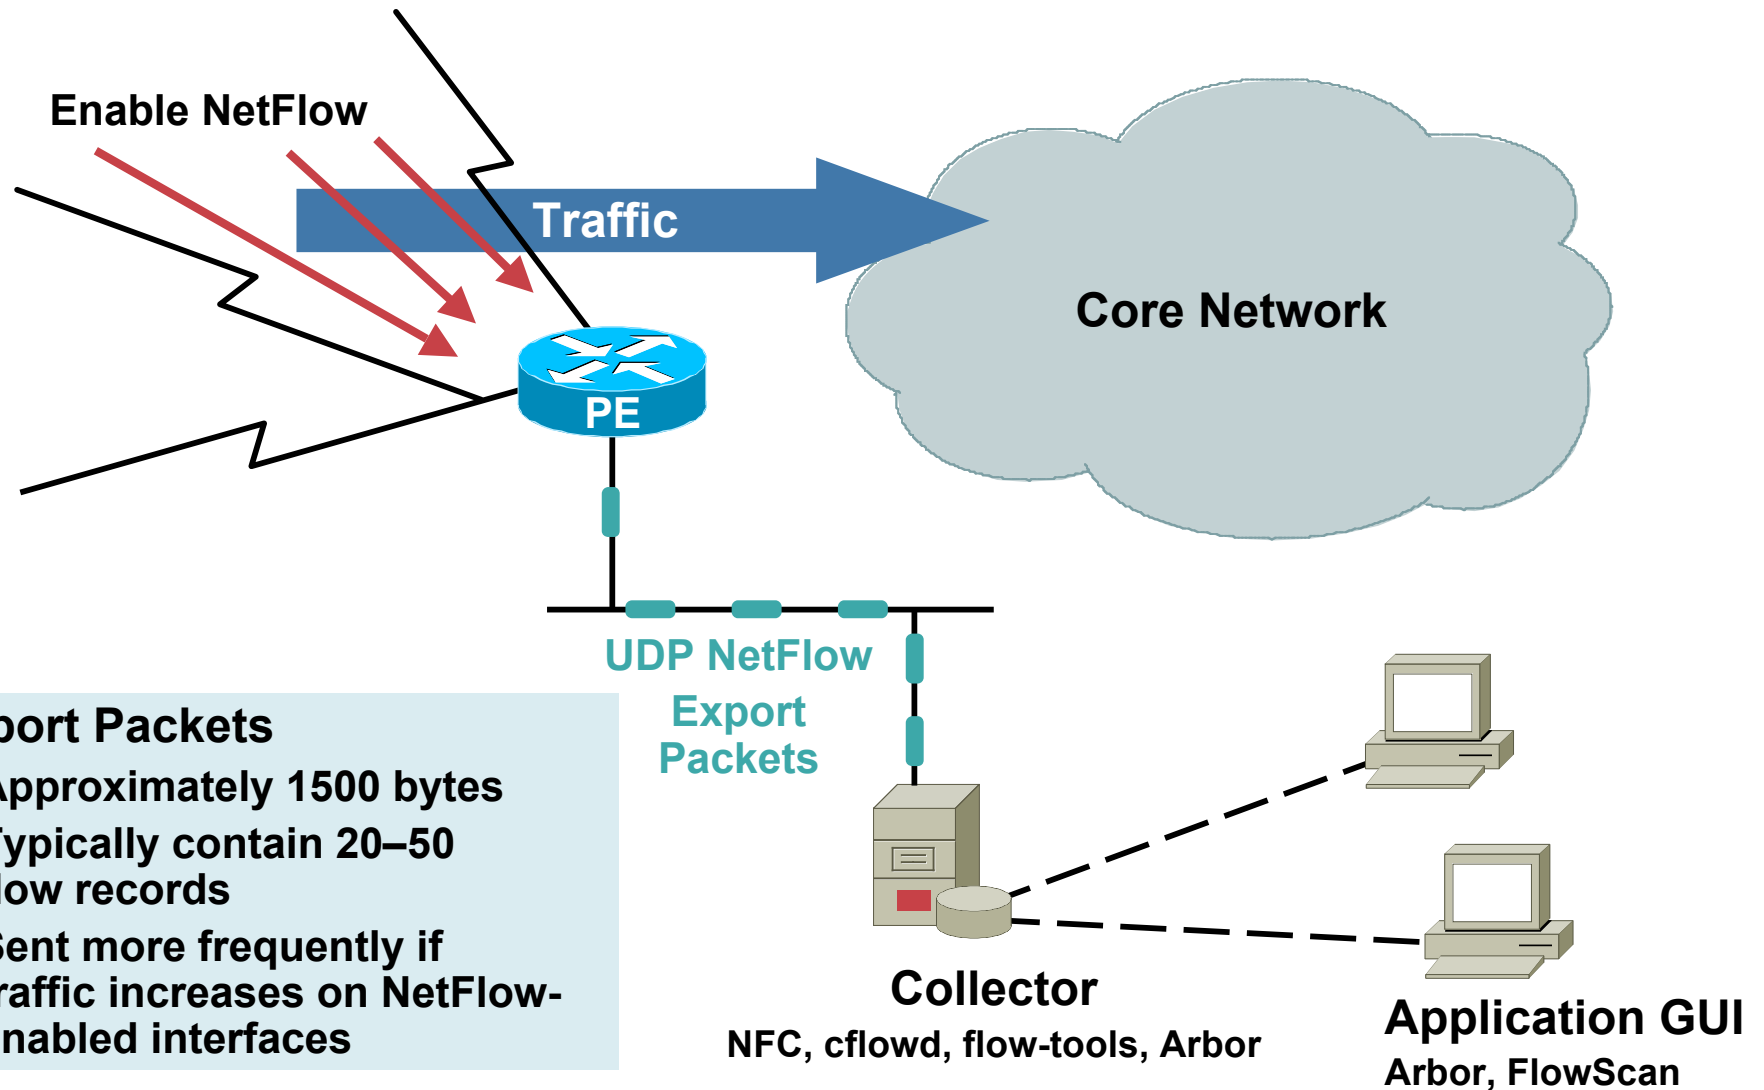 Enable NetFlow
Traffic
Core Network
PE
UDP NetFlow
Export
Packets
port Packets
Approximately 1500 bytes
Typically contain 20–50
low records
Sent more frequently if
raffic increases on NetFlow-
nabled interfaces
Collector
NFC, cflowd, flow-tools, Arbor
Application GUI
Arbor, FlowScan